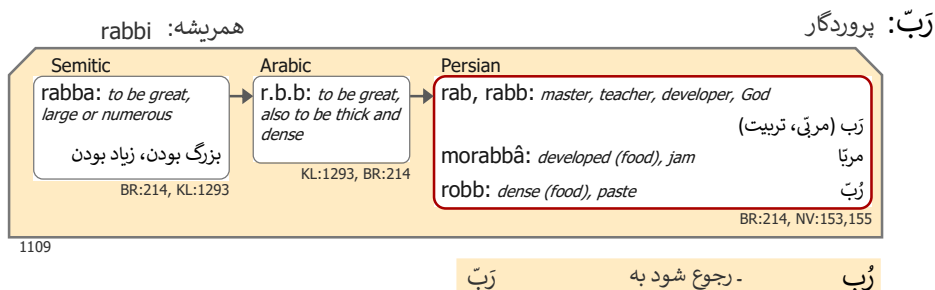 رَبّ: پروردگار
همریشه: rabbi
Semitic
rabba: to be great,
large or numerous
بزرگ بودن، زیاد بودن
BR:214, KL:1293
Arabic
r.b.b: to be great,
also to be thick and
dense
KL:1293, BR:214
Persian
rab, rabb: master, teacher, developer, God
رَب (مربّی، تربیت)
morabbâ: developed (food), jam مربّا
robb: dense (food), paste رُبّ
BR:214, NV:153,155
1109
رُب - رجوع شود به رَبّ